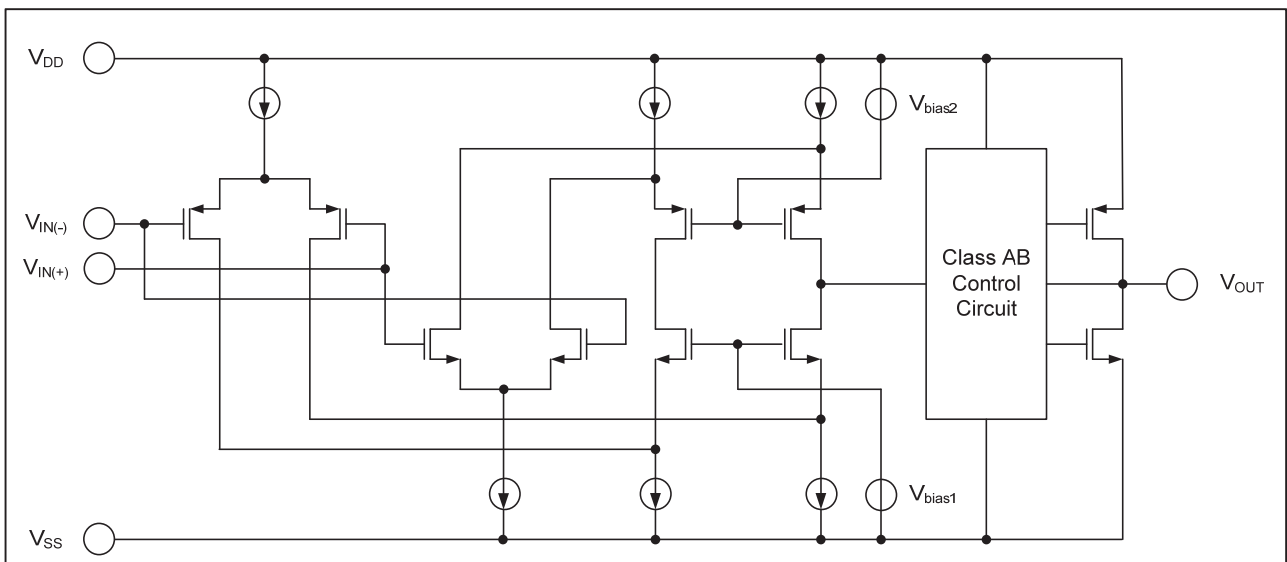 VDD
Vbias2
VIN(-)
VIN(+)
Class AB
Control
Circuit
VOUT
Vbias1
VSS